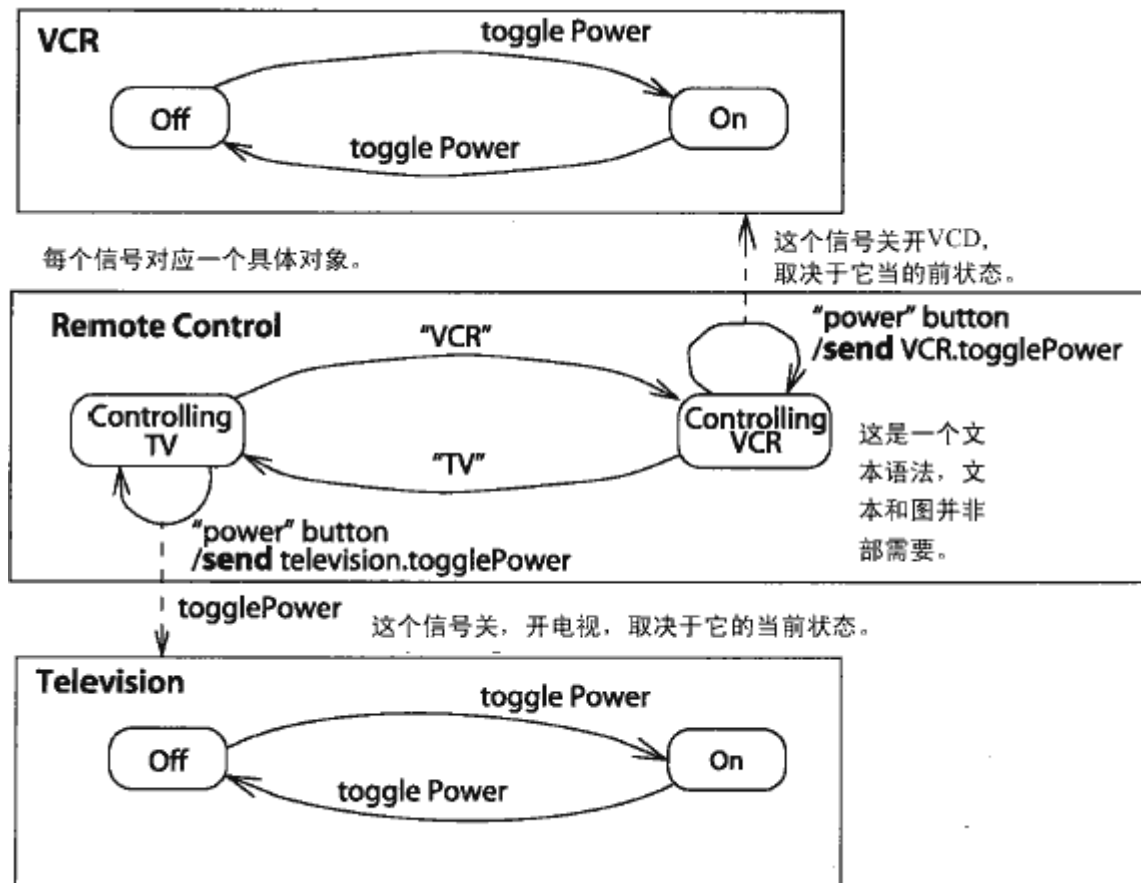 VCR
toggle Power
Off
On
toggle Power
每个信号对应一个具体对象。
这个信号关开VCD,
取决于它当的前状态。
Remote Control
"VCR"
"power" button
/send VCR.togglePower
Controlling
TV
Controlling
VCR
"TV"
这是一个文
本语法，文
本和图并非
部需要。
"power" button
/send television.togglePower
togglePower
这个信号关，开电视，取决于它的当前状态。
Television
toggle Power
Off
On
toggle Power